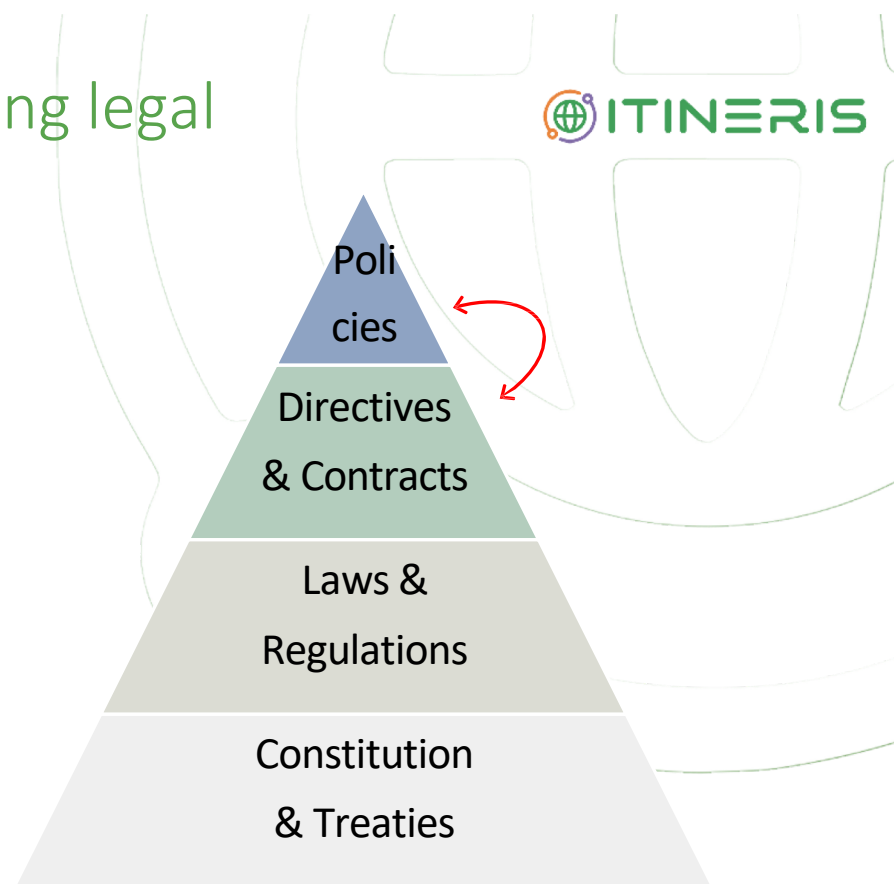 ng legal
ITINERIS
Poli
cies
Directives
& Contracts
Laws &
Regulations
Constitution
& Treaties